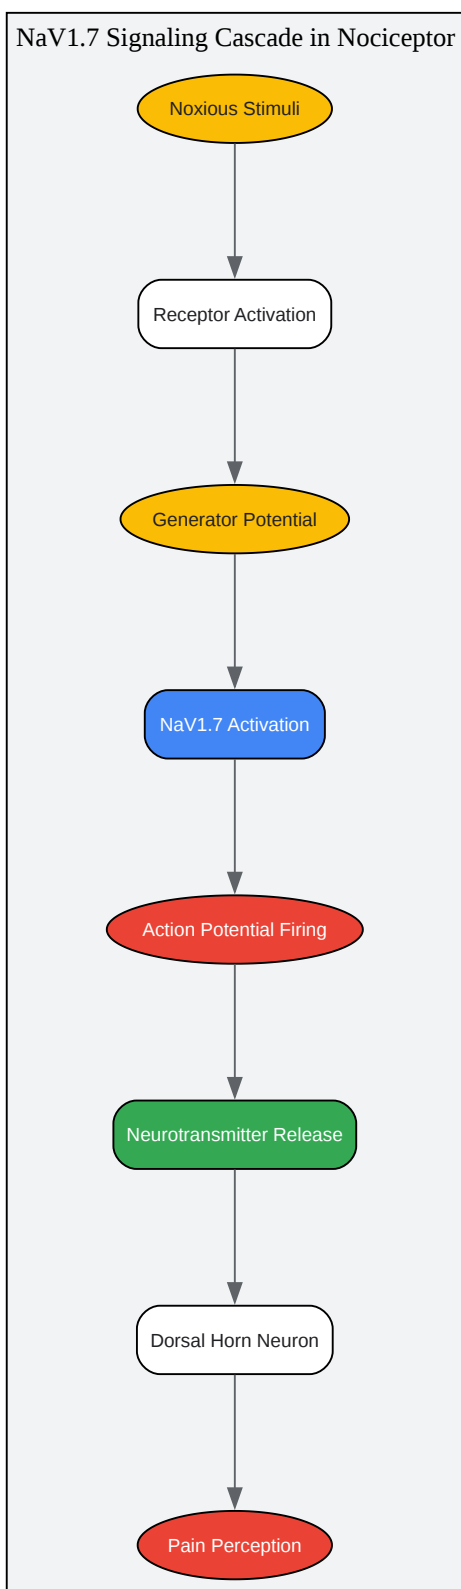 NaV1.7 Signaling Cascade in Nociceptor
Noxious Stimuli
Receptor Activation
Generator Potential
NaV1.7 Activation
Action Potential Firing
Neurotransmitter Release
Dorsal Horn Neuron
Pain Perception